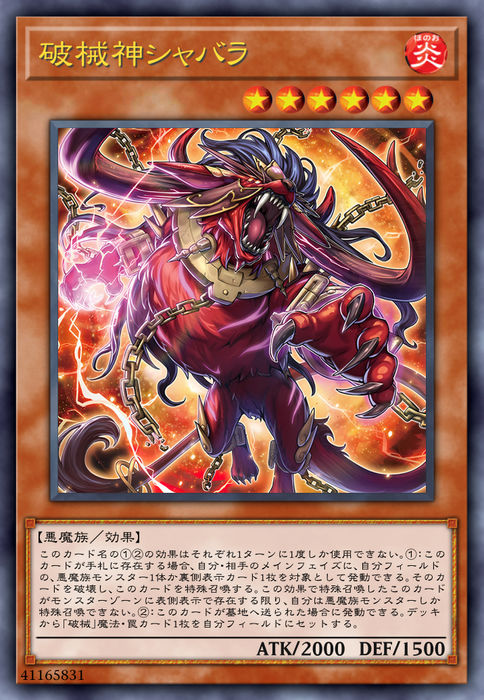 破械神シャバラ
ほのお
炎
【悪魔族／効果】
このカード名の①②の効果はそれぞれ1ターンに1度しか使用できない。①：この
カードが手札に存在する場合、自分・相手のメインフェイズに、自分フィールド
の、悪魔族モンスター1体か裏側表示カード1枚を対象として発動できる。そのカー
ドを破壊し、このカードを特殊召喚する。この効果で特殊召喚したこのカード
がモンスターゾーンに表側表示で存在する限り、自分は悪魔族モンスターしか
特殊召喚できない。②：このカードが墓地へ送られた場合に発動できる。デッキ
から「破械」魔法・罠カード1枚を自分フィールドにセットする。
ATK/2000 DEF/1500
41165831